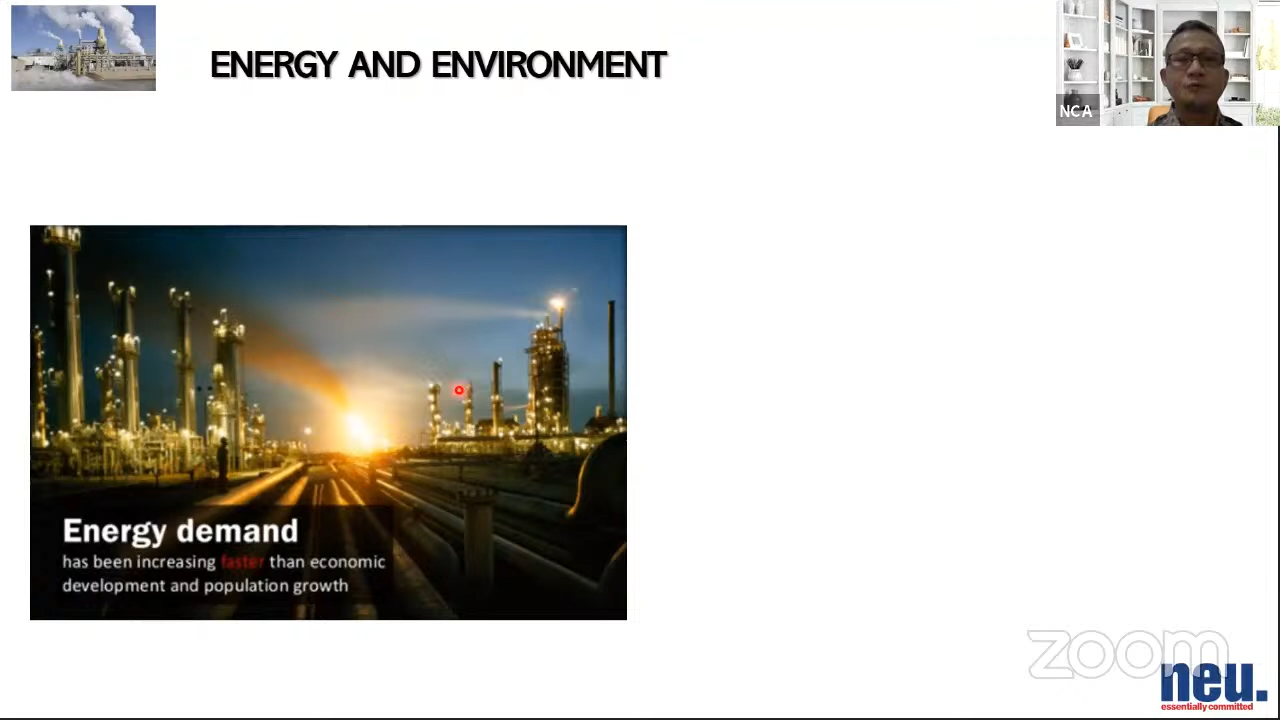 ENERGY AND ENVIRONMENT
NCA
Energy demand
has been increasing faster than economic
development and population growth
zoom
neu.
essentially committed